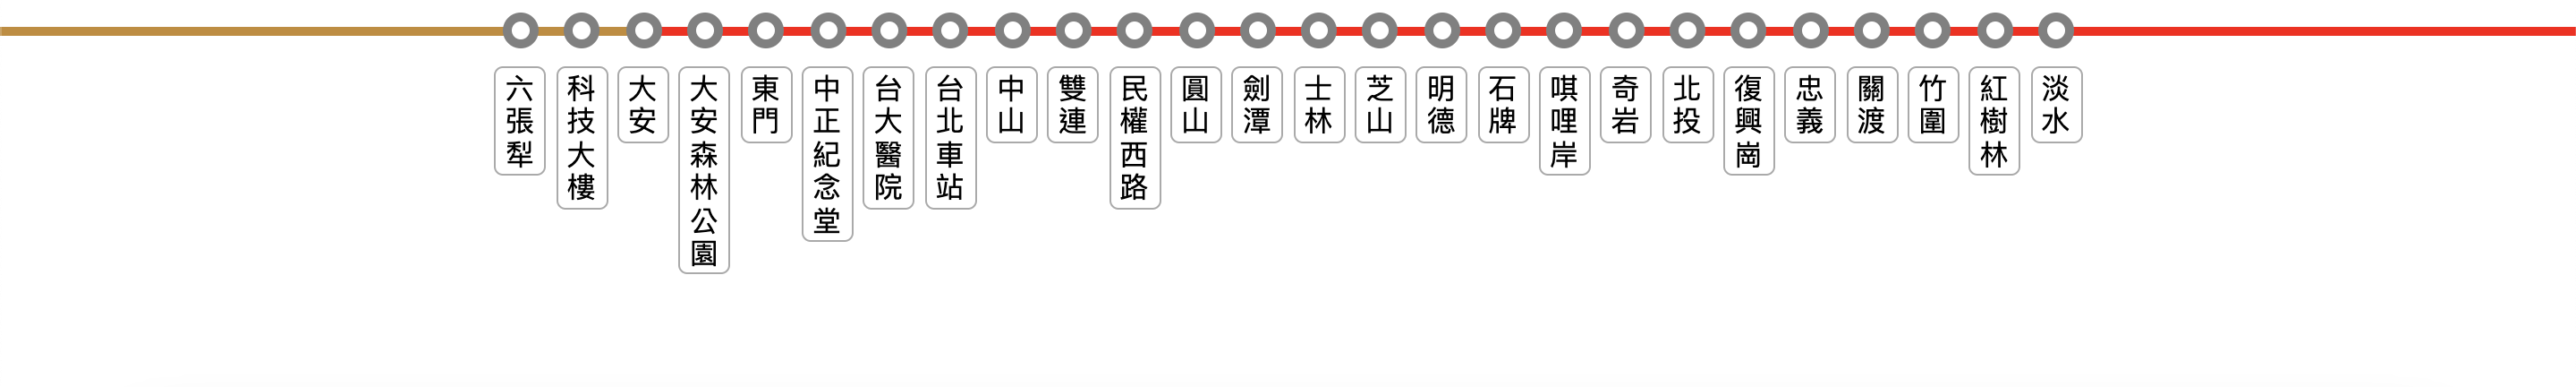 六張犁
科技大樓
大安
大安森林公園
東門
中正紀念堂
台大醫院
台北車站
中山
雙連
民權西路
圓山
劍潭
士林
芝山
明德
石牌
唭哩岸
奇岩
北投
復興崗
忠義
關渡
竹圍
紅樹林
淡水